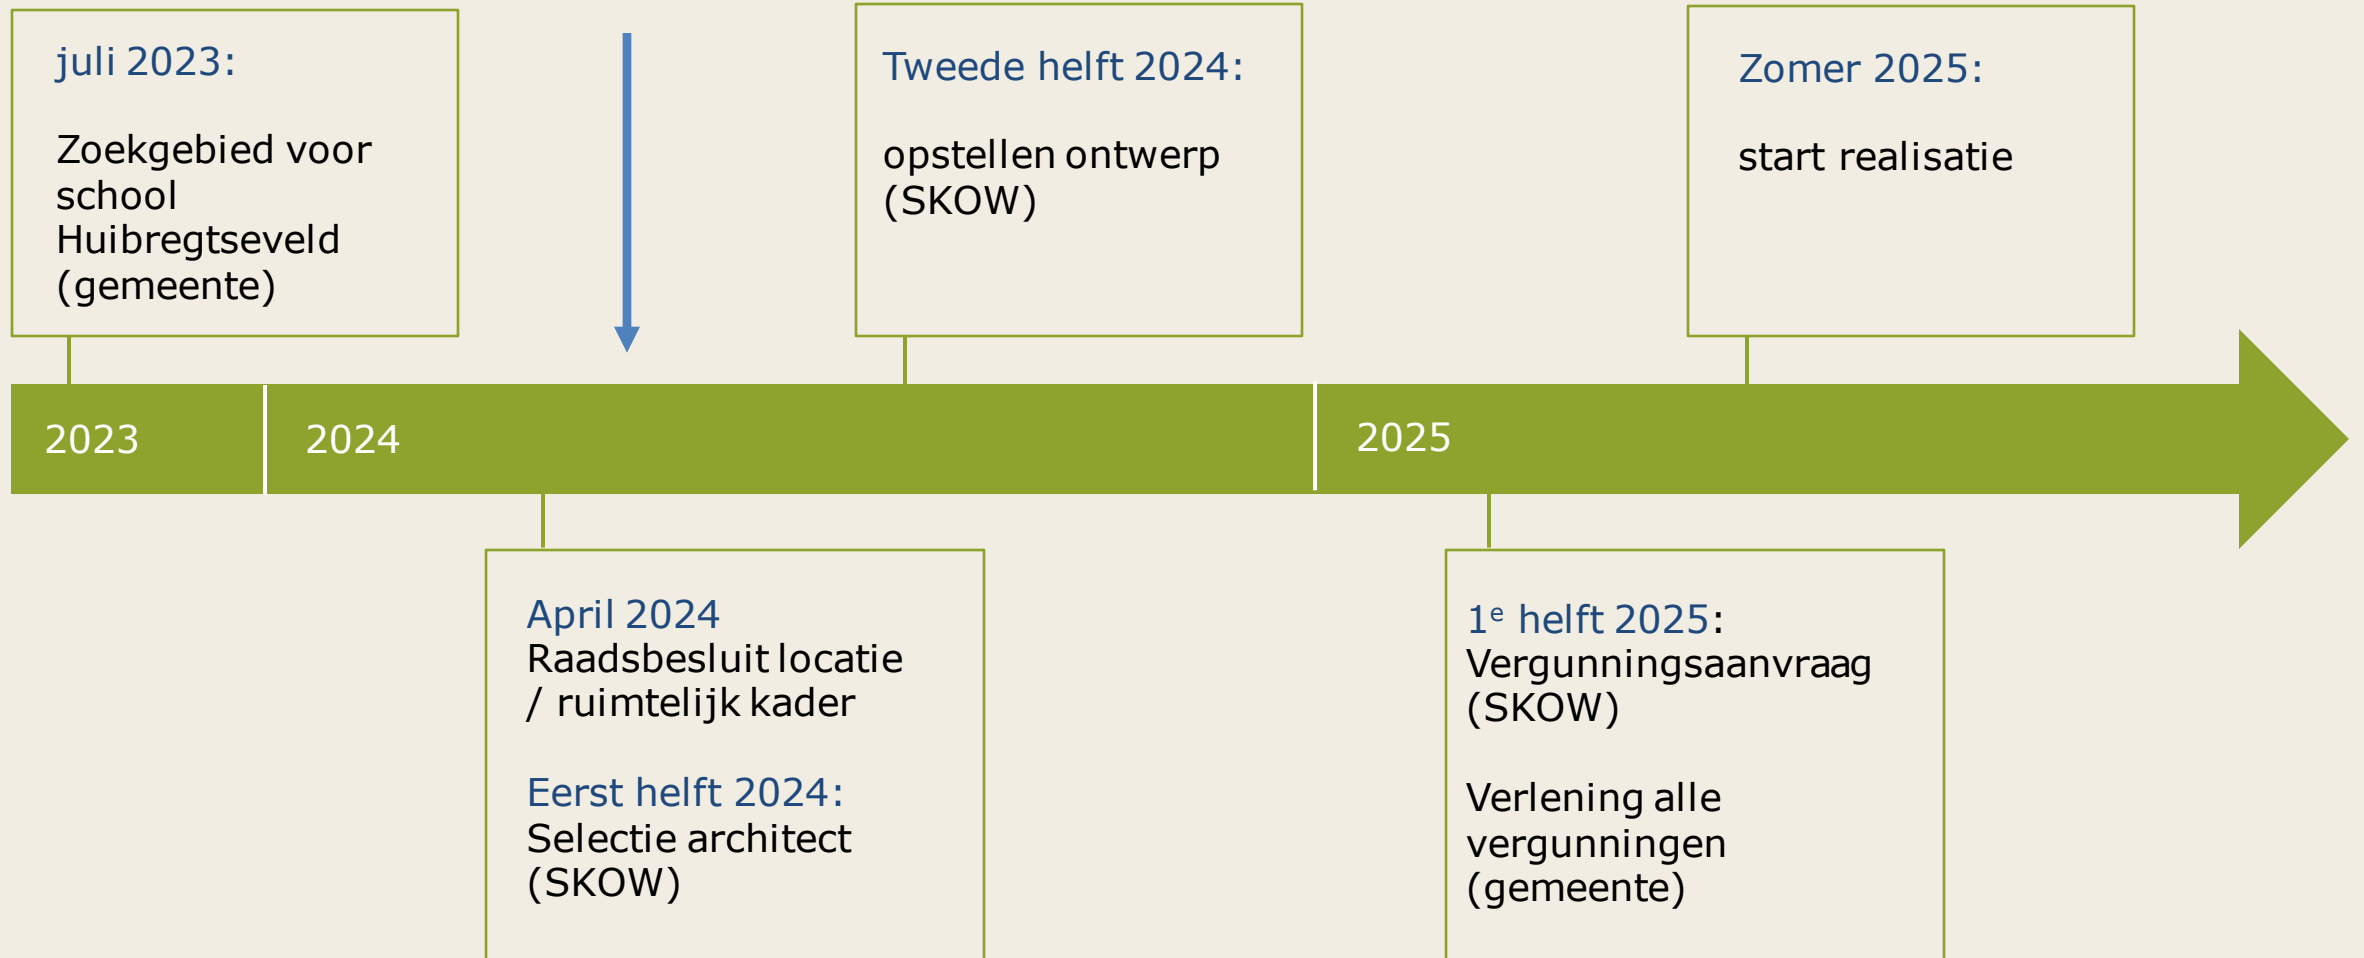 juli 2023:
Zoekgebied voor
school
Huibregtseveld
(gemeente)
Tweede helft 2024:
opstellen ontwerp
(SKOW)
Zomer 2025:
start realisatie
2023
2024
2025
April 2024
Raadsbesluit locatie
/ ruimtelijk kader
Eerst helft 2024:
Selectie architect
(SKOW)
1e helft 2025:
Vergunningsaanvraag
(SKOW)
Verlening alle
vergunningen
(gemeente)